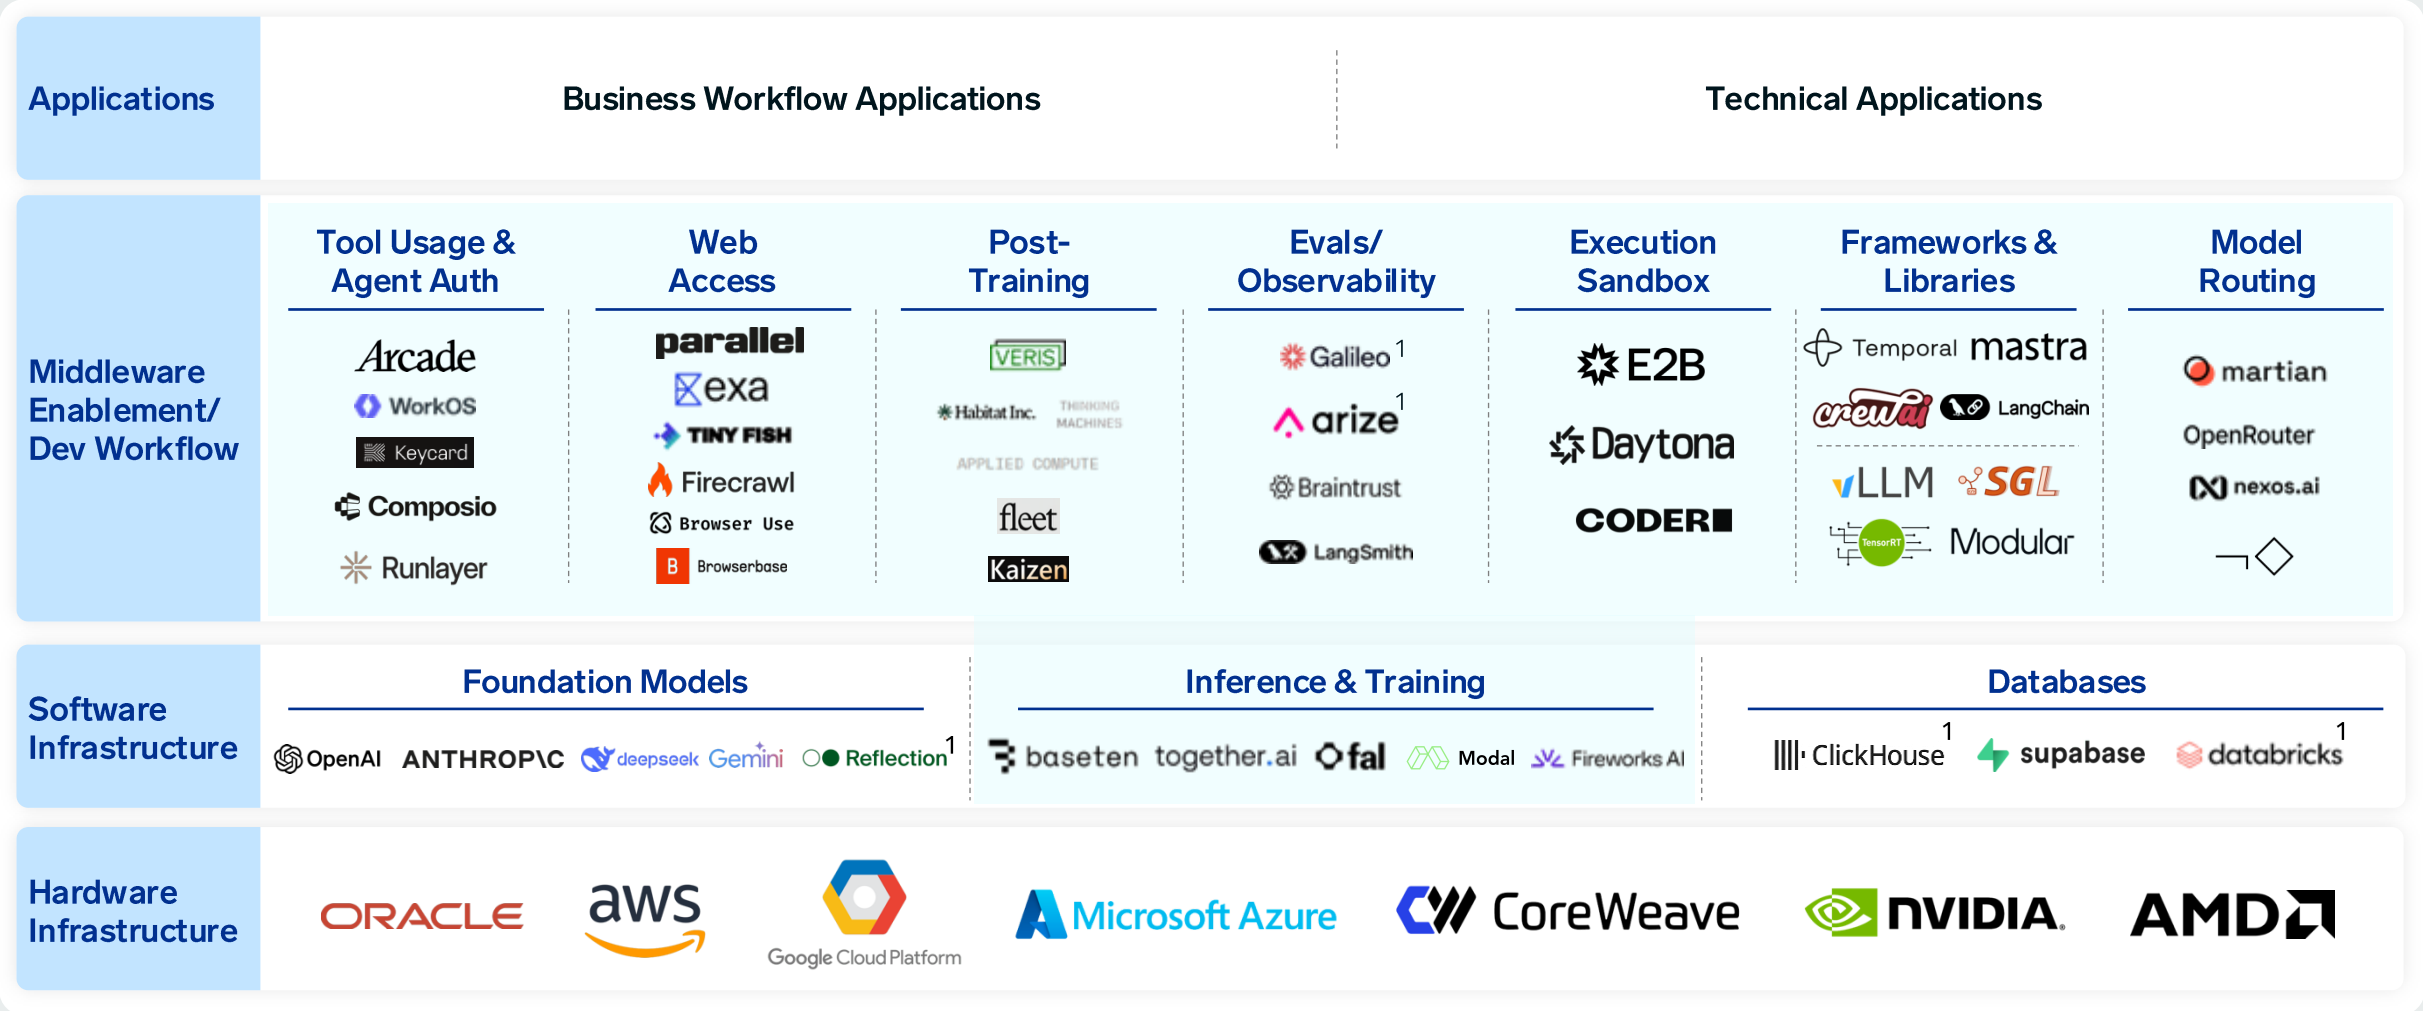 Applications
Business Workflow Applications
Technical Applications
Middleware
Enablement/
Dev Workflow
Tool Usage &
Agent Auth
Arcade
WorkOS
Keycard
Composio
Runlayer
Web
Access
parallel
exa
TINY FISH
Firecrawl
Browser Use
B Browserbase
Post-
Training
VERIS
Habitat Inc.
THINKING
MACHINES
APPLIED COMPUTE
fleet
Kaizen
Evals/
Observability
Galileo 1
arize 1
Braintrust
LangSmith
Execution
Sandbox
E2B
Daytona
CODER
Frameworks &
Libraries
Temporal mastra
crewai LangChain
vLLM SGL
TensorRT Modular
Model
Routing
martian
OpenRouter
nexos.ai
Software
Infrastructure
Foundation Models
OpenAI ANTHROP\C deepseek Gemini Reflection 1
Inference & Training
baseten together.ai fal Modal Fireworks AI
Databases
ClickHouse 1 supabase databricks 1
Hardware
Infrastructure
ORACLE
aws
Google Cloud Platform
Microsoft Azure
CoreWeave
NVIDIA.
AMD